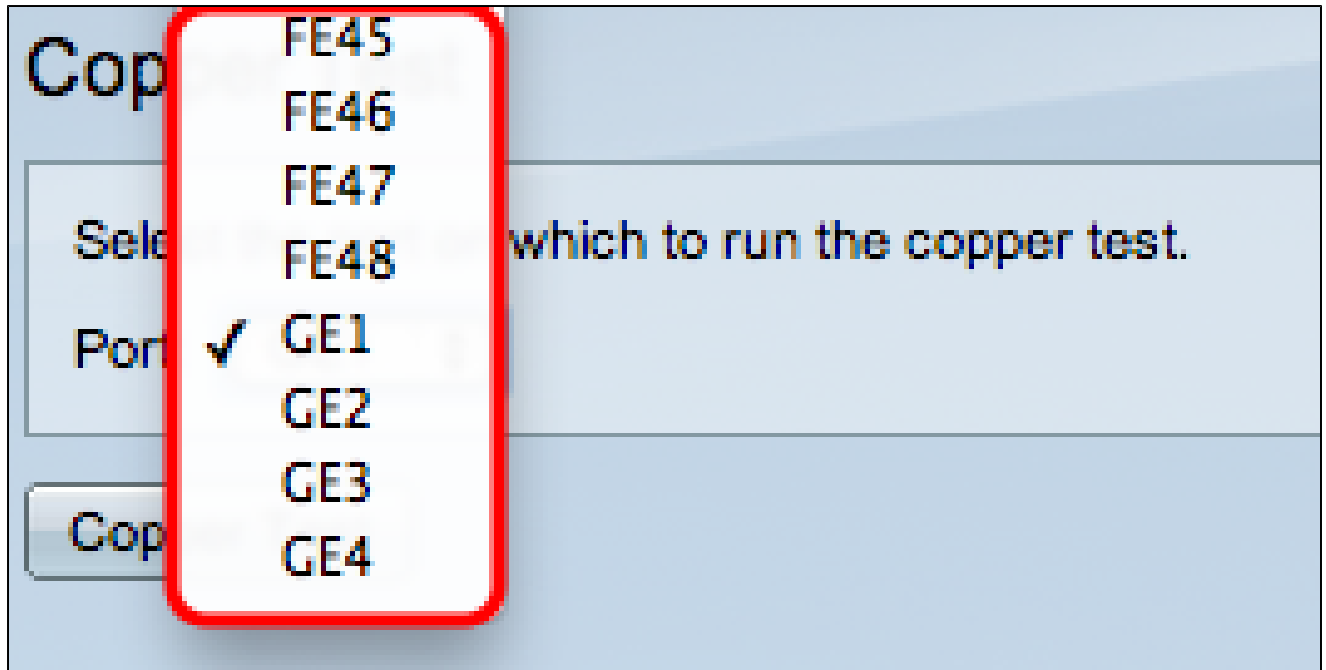 Cop
FE45
FE46
FE47
FE48
Sele which to run the copper test.
Port ✓ GE1
GE2
GE3
GE4
Cop